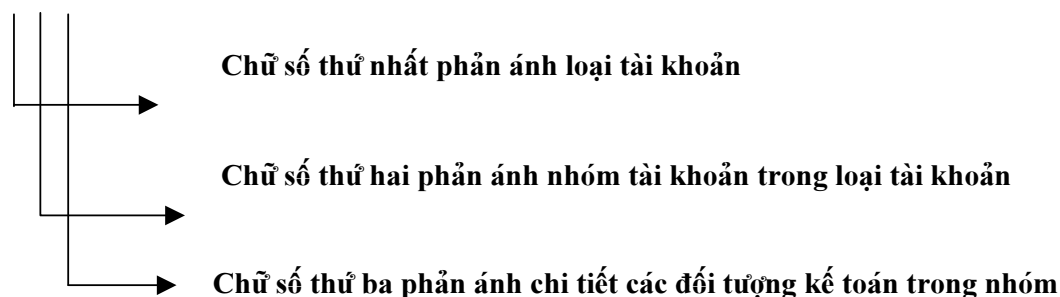 Chữ số thứ nhất phản ánh loại tài khoản
Chữ số thứ hai phản ánh nhóm tài khoản trong loại tài khoản
Chữ số thứ ba phản ánh chi tiết các đối tượng kế toán trong nhóm